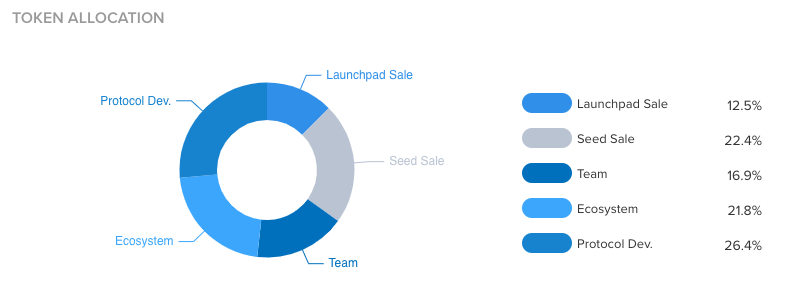 TOKEN ALLOCATION
Launchpad Sale
Protocol Dev.
Seed Sale
Ecosystem
Team
Launchpad Sale 12.5%
Seed Sale 22.4%
Team 16.9%
Ecosystem 21.8%
Protocol Dev. 26.4%